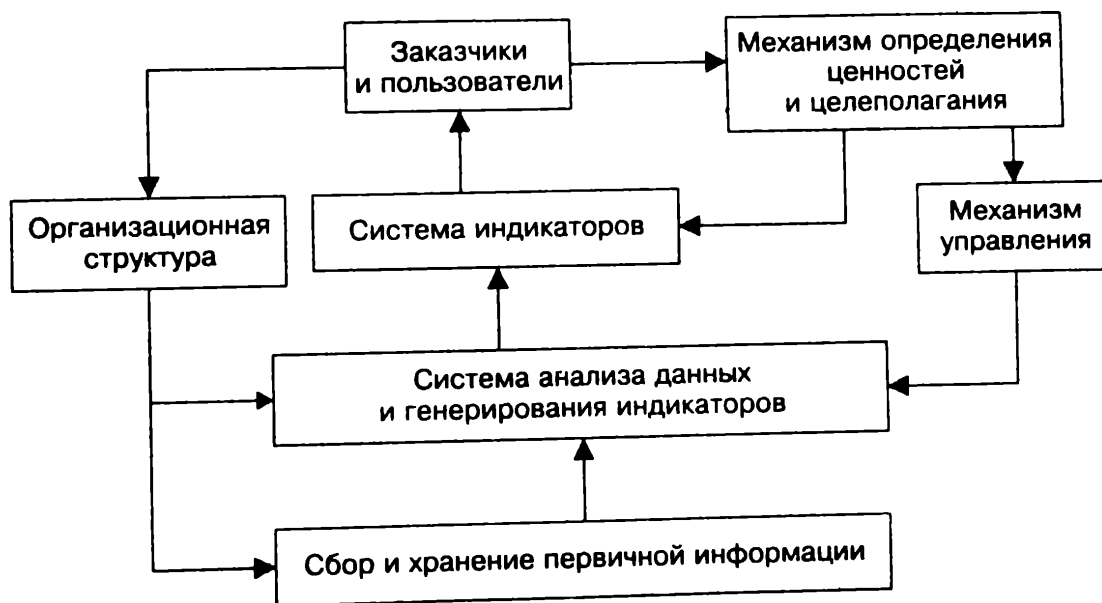 Заказчики
и пользователи
Механизм определения
ценностей
и целеполагания
Организационная
структура
Система индикаторов
Механизм
управления
Система анализа данных
и генерирования индикаторов
Сбор и хранение первичной информации